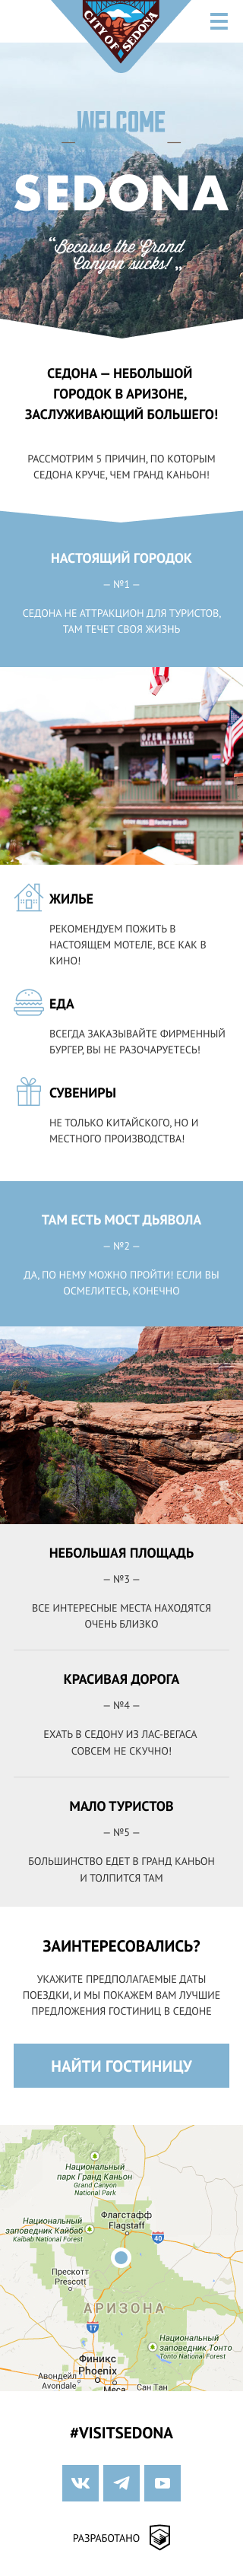 CITY OF SEDONA
WELCOME
SEDONA
“Because the Grand
Canyon sucks!„
СЕДОНА — НЕБОЛЬШОЙ
ГОРОДОК В АРИЗОНЕ,
ЗАСЛУЖИВАЮЩИЙ БОЛЬШЕГО!
РАССМОТРИМ 5 ПРИЧИН, ПО КОТОРЫМ
СЕДОНА КРУЧЕ, ЧЕМ ГРАНД КАНЬОН!
НАСТОЯЩИЙ ГОРОДОК
— №1 —
СЕДОНА НЕ АТТРАКЦИОН ДЛЯ ТУРИСТОВ,
ТАМ ТЕЧЕТ СВОЯ ЖИЗНЬ
OPEN RANGE
Factory Direct
ЖИЛЬЕ
РЕКОМЕНДУЕМ ПОЖИТЬ В
НАСТОЯЩЕМ МОТЕЛЕ, ВСЕ КАК В
КИНО!
ЕДА
ВСЕГДА ЗАКАЗЫВАЙТЕ ФИРМЕННЫЙ
БУРГЕР, ВЫ НЕ РАЗОЧАРУЕТЕСЬ!
СУВЕНИРЫ
НЕ ТОЛЬКО КИТАЙСКОГО, НО И
МЕСТНОГО ПРОИЗВОДСТВА!
ТАМ ЕСТЬ МОСТ ДЬЯВОЛА
— №2 —
ДА, ПО НЕМУ МОЖНО ПРОЙТИ! ЕСЛИ ВЫ
ОСМЕЛИТЕСЬ, КОНЕЧНО
НЕБОЛЬШАЯ ПЛОЩАДЬ
— №3 —
ВСЕ ИНТЕРЕСНЫЕ МЕСТА НАХОДЯТСЯ
ОЧЕНЬ БЛИЗКО
КРАСИВАЯ ДОРОГА
— №4 —
ЕХАТЬ В СЕДОНУ ИЗ ЛАС-ВЕГАСА
СОВСЕМ НЕ СКУЧНО!
МАЛО ТУРИСТОВ
— №5 —
БОЛЬШИНСТВО ЕДЕТ В ГРАНД КАНЬОН
И ТОЛПИТСЯ ТАМ
ЗАИНТЕРЕСОВАЛИСЬ?
УКАЖИТЕ ПРЕДПОЛАГАЕМЫЕ ДАТЫ
ПОЕЗДКИ, И МЫ ПОКАЖЕМ ВАМ ЛУЧШИЕ
ПРЕДЛОЖЕНИЯ ГОСТИНИЦ В СЕДОНЕ
НАЙТИ ГОСТИНИЦУ
Национальный
парк Гранд Каньон
Grand Canyon
National Park
Национальный
заповедник Кайбаб
Kaibab National Forest
Флагстафф
Flagstaff
40
Прескотт
Prescott
АРИЗОНА
17
Национальный
заповедник Тонто
Tonto National Forest
Финикс
Phoenix
Авондейл
Avondale
Меса
Сан Тан
#VISITSEDONA
РАЗРАБОТАНО